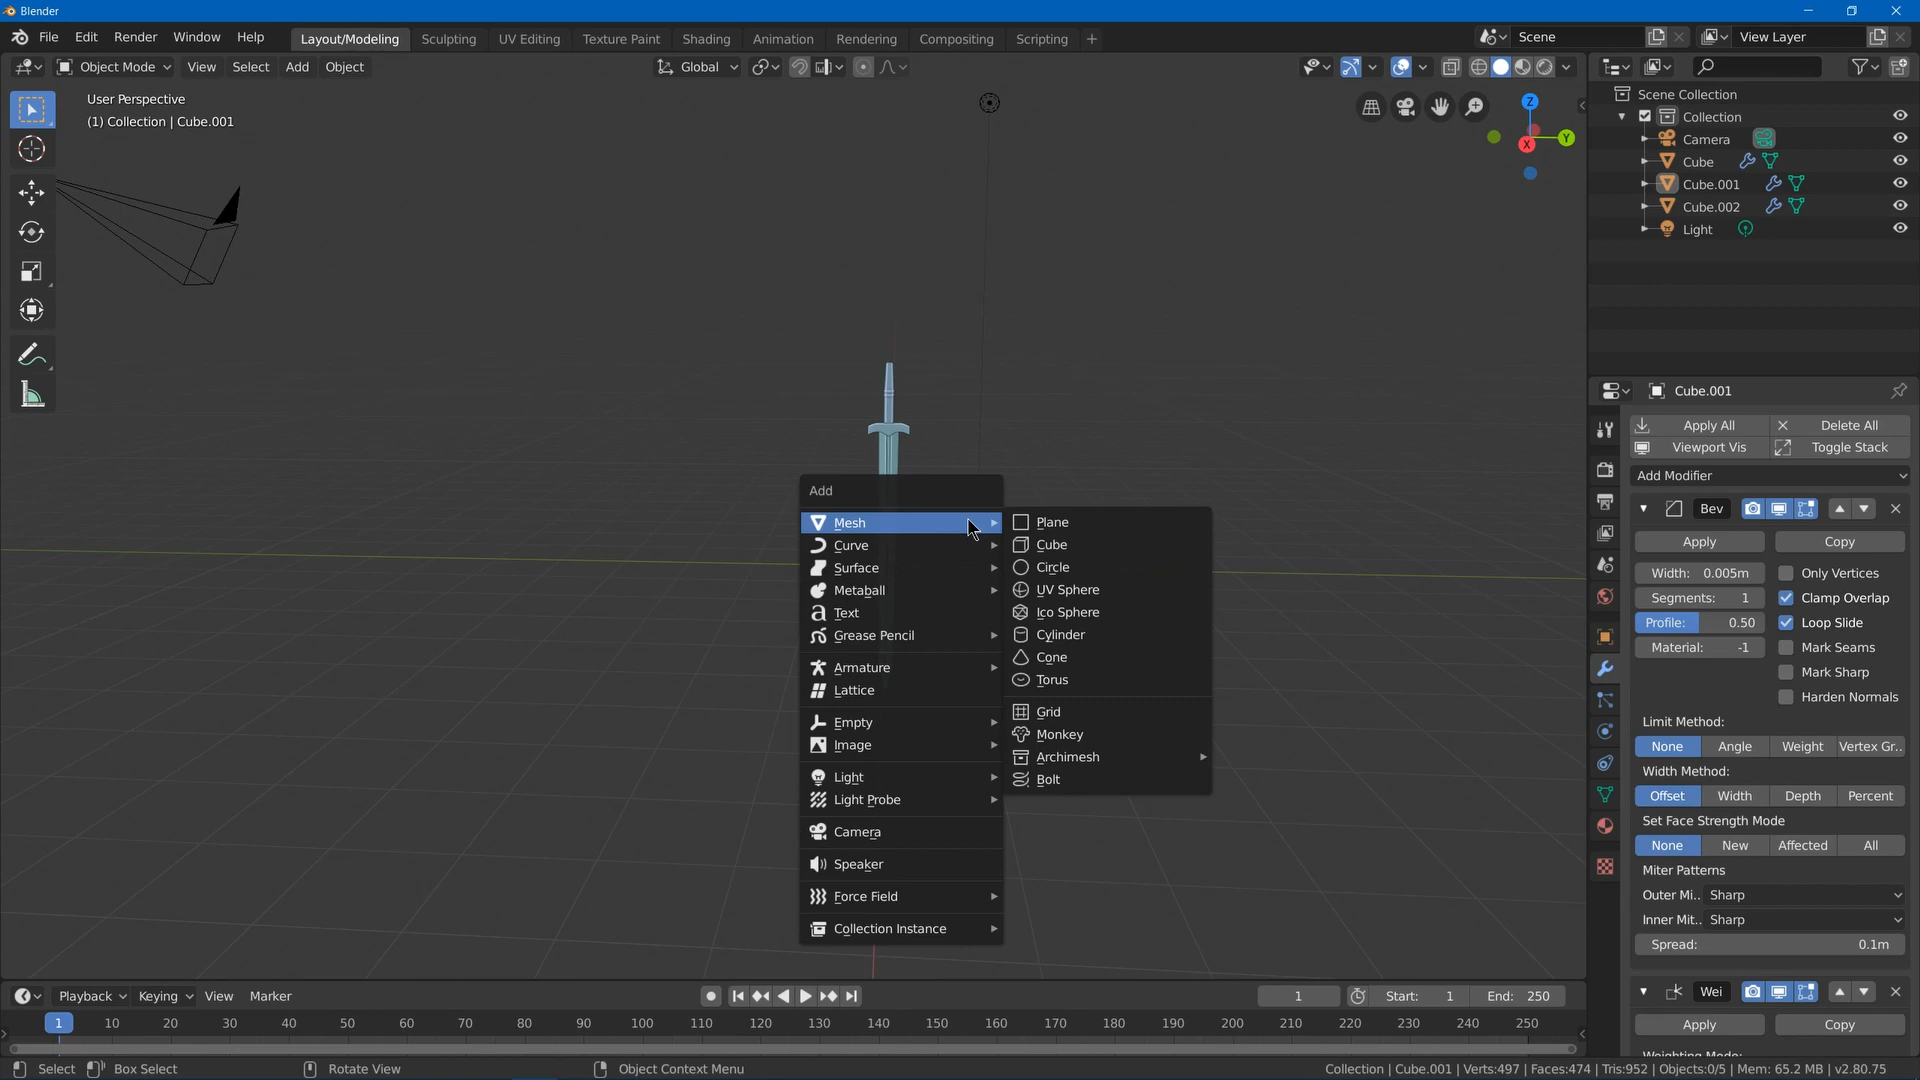 Blender
File Edit Render Window Help Layout/Modeling Sculpting UV Editing Texture Paint Shading Animation Rendering Compositing Scripting + Scene View Layer
Object Mode View Select Add Object Global
User Perspective
(1) Collection | Cube.001
Z
Y
X
Scene Collection
Collection
Camera
Cube
Cube.001
Cube.002
Light
Cube.001
Apply All Delete All
Viewport Vis Toggle Stack
Add Modifier
Bev
Apply Copy
Width: 0.005m Only Vertices
Segments: 1 Clamp Overlap
Profile: 0.50 Loop Slide
Material: -1 Mark Seams
Mark Sharp
Harden Normals
Limit Method:
None Angle Weight Vertex Gr..
Width Method:
Offset Width Depth Percent
Set Face Strength Mode
None New Affected All
Miter Patterns
Outer Mi.. Sharp
Inner Mit.. Sharp
Spread: 0.1m
Wei
Apply Copy
Weighting Mode:
Add
Mesh
Curve
Surface
Metaball
Text
Grease Pencil
Armature
Lattice
Empty
Image
Light
Light Probe
Camera
Speaker
Force Field
Collection Instance
Plane
Cube
Circle
UV Sphere
Ico Sphere
Cylinder
Cone
Torus
Grid
Monkey
Archimesh
Bolt
Playback Keying View Marker 1 Start: 1 End: 250
1 10 20 30 40 50 60 70 80 90 100 110 120 130 140 150 160 170 180 190 200 210 220 230 240 250
Select Box Select Rotate View Object Context Menu Collection | Cube.001 | Verts:497 | Faces:474 | Tris:952 | Objects:0/5 | Mem: 65.2 MB | v2.80.75